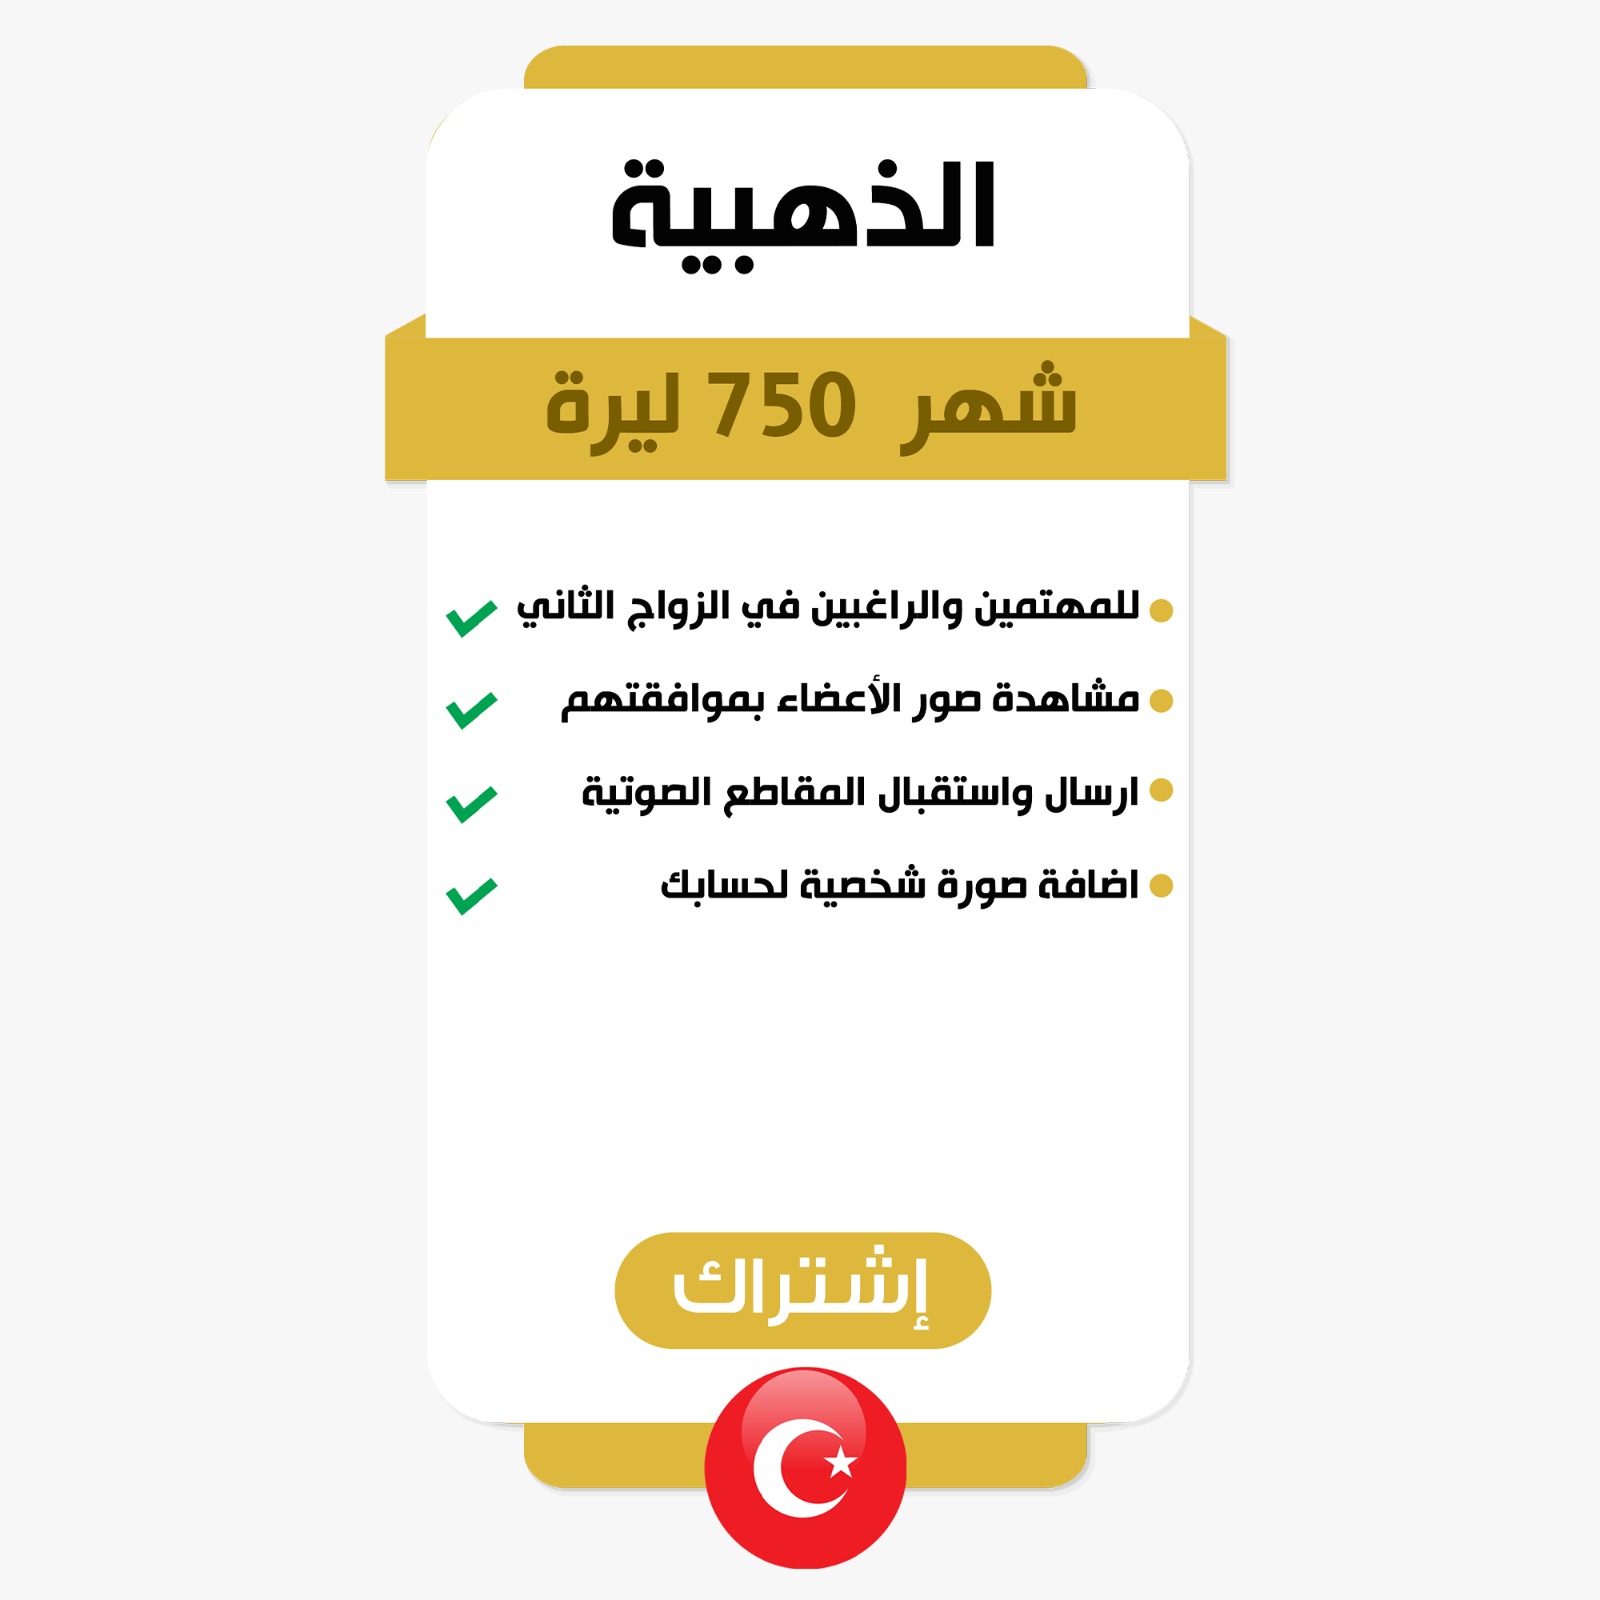 الذهبية
شهر 750 ليرة
للمهتمين والراغبين في الزواج الثاني
مشاهدة صور الأعضاء بموافقتهم
ارسال واستقبال المقاطع الصوتية
اضافة صورة شخصية لحسابك
إشتراك